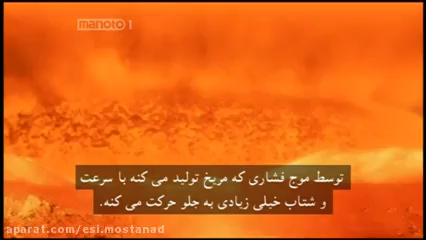 manoto 1
توسط موج فشاری که مریخ تولید می کنه با سرعت
و شتاب خیلی زیادی به جلو حرکت می کنه.
aparat.com/esl.mostanad